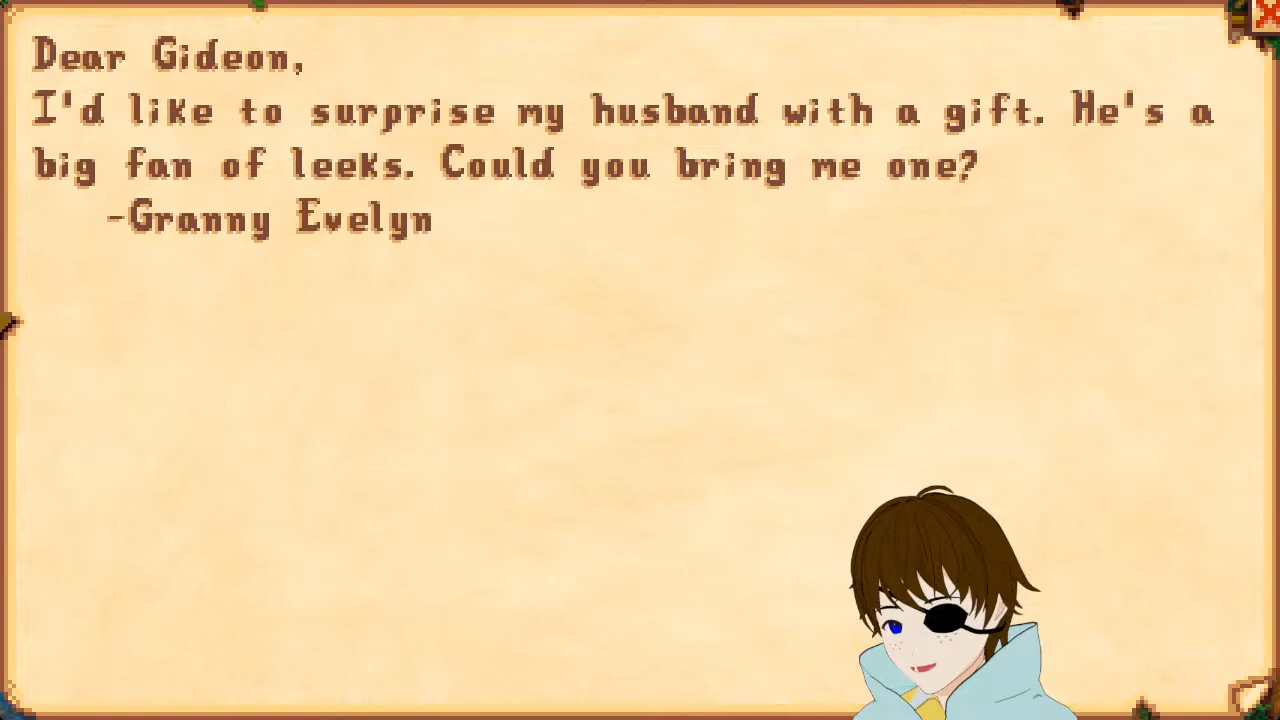 Dear Gideon,
I'd like to surprise my husband with a gift. He's a
big fan of leeks. Could you bring me one?
-Granny Evelyn